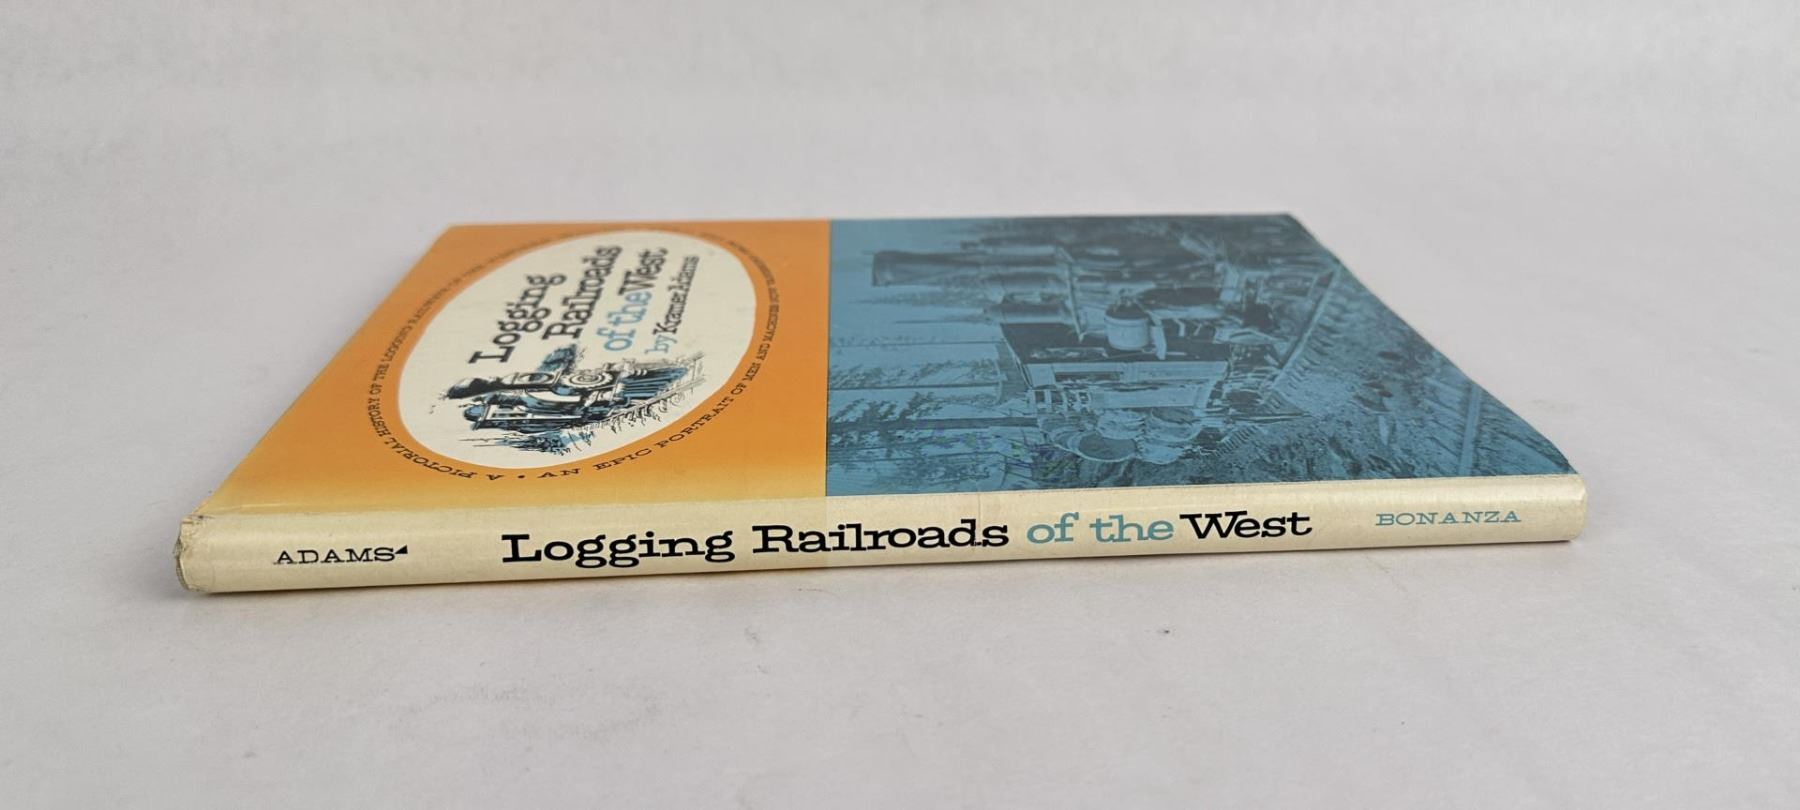 ADAMS
Logging Railroads of the West
BONANZA
Logging
Railroads
of the West
by Kramer Adams
A PICTORIAL HISTORY OF THE LOGGING RAILROADS OF THE
AN EPIC PORTRAIT OF MEN AND MACHINES